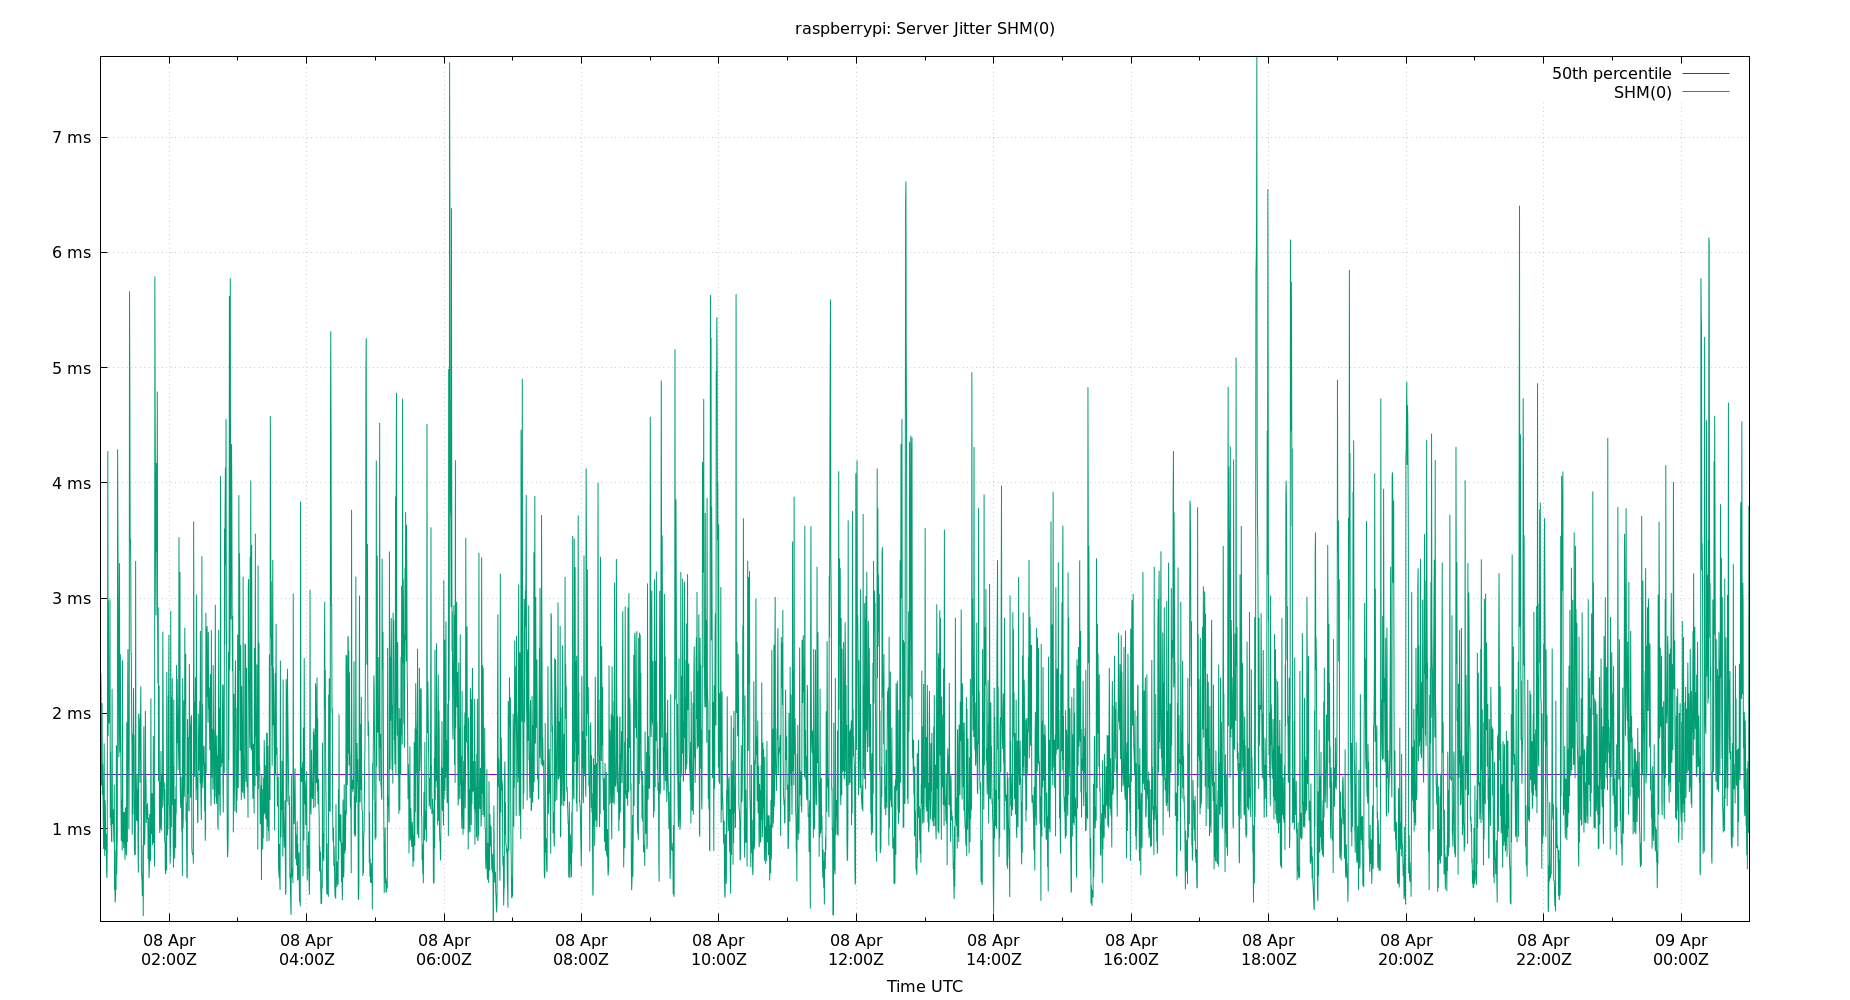 raspberrypi: Server Jitter SHM(0)
50th percentile
SHM(0)
7 ms
6 ms
5 ms
4 ms
3 ms
2 ms
1 ms
08 Apr 08 Apr 08 Apr 08 Apr 08 Apr 08 Apr 08 Apr 08 Apr 08 Apr 08 Apr 08 Apr 09 Apr
02:00Z 04:00Z 06:00Z 08:00Z 10:00Z 12:00Z 14:00Z 16:00Z 18:00Z 20:00Z 22:00Z 00:00Z
Time UTC